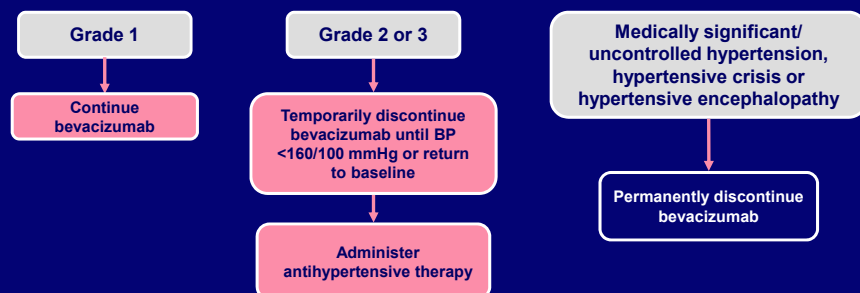 Grade 1
Continue
bevacizumab
Grade 2 or 3
Temporarily discontinue
bevacizumab until BP
<160/100 mmHg or return
to baseline
Administer
antihypertensive therapy
Medically significant/
uncontrolled hypertension,
hypertensive crisis or
hypertensive encephalopathy
Permanently discontinue
bevacizumab